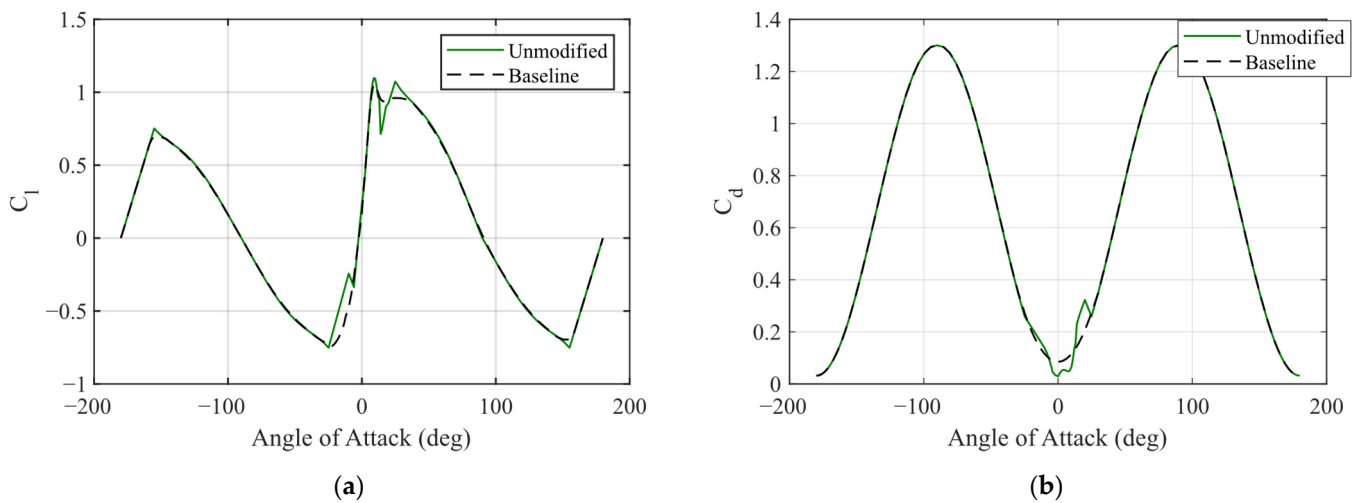 1.5
1
0.5
0
−0.5
−1
−200
−100
0
100
200
C_l
Angle of Attack (deg)
Unmodified
Baseline
(a)
1.4
1.2
1
0.8
0.6
0.4
0.2
0
−200
−100
0
100
200
C_d
Angle of Attack (deg)
Unmodified
Baseline
(b)